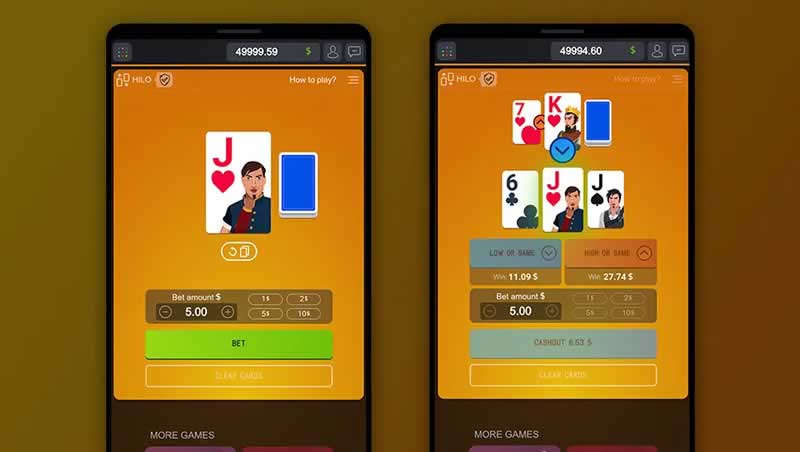 49999.59 $
HILO
How to play?
J
Bet amount $
5.00
1$ 2$
5$ 10$
BET
CLEAR CARDS
MORE GAMES
49994.60 $
HILO
How to play?
7 K
6 J J
LOW OR SAME
HIGH OR SAME
Win: 11.09 $
Win: 27.74 $
Bet amount $
5.00
1$ 2$
5$ 10$
CASHOUT 6.53 $
CLEAR CARDS
MORE GAMES